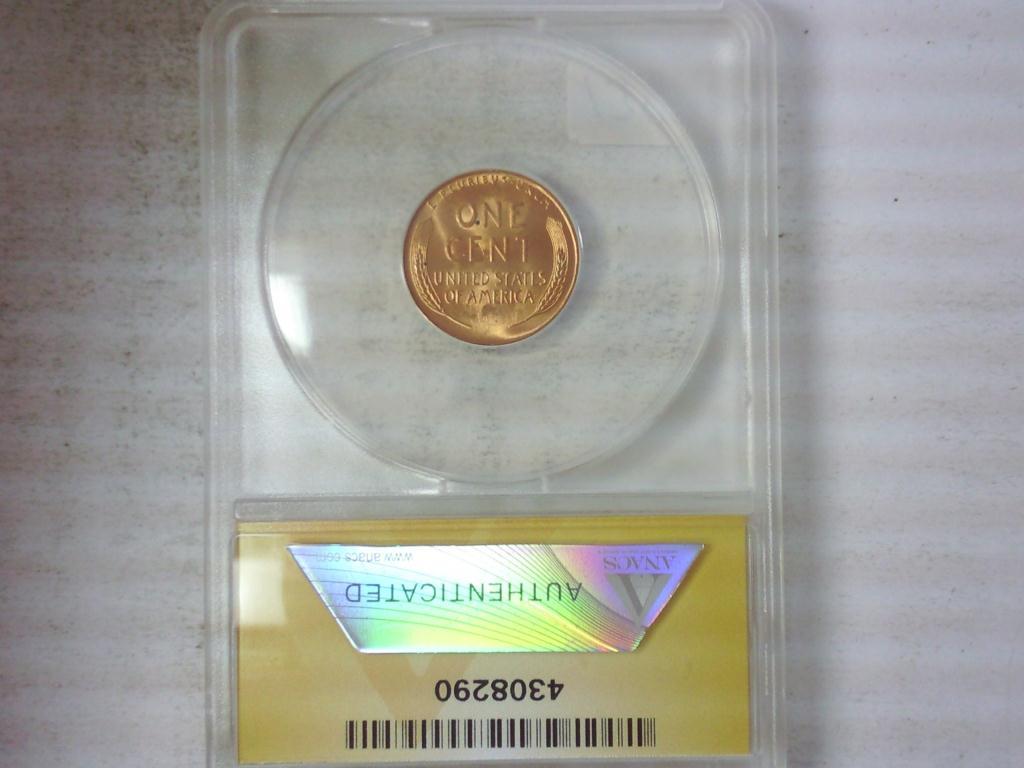 E PLURIBUS UNUM
ONE
CENT
UNITED STATES
OF AMERICA
ANACS
www.anacs.com
AUTHENTICATED
4308290